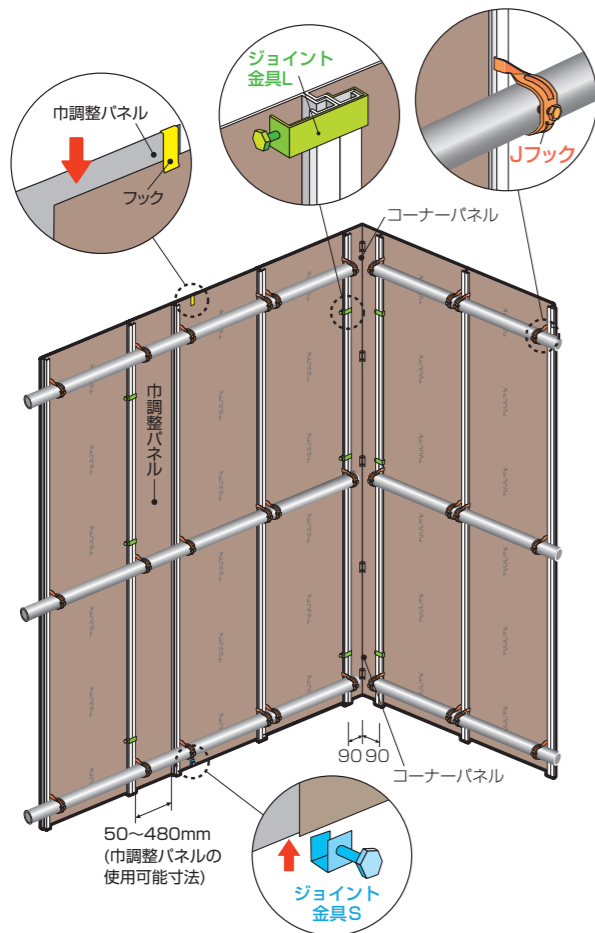 ジョイント
金具L
巾調整パネル
フック
Jフック
コーナーパネル
巾調整パネル
90 90
コーナーパネル
50～480mm
(巾調整パネルの
使用可能寸法)
ジョイント
金具S